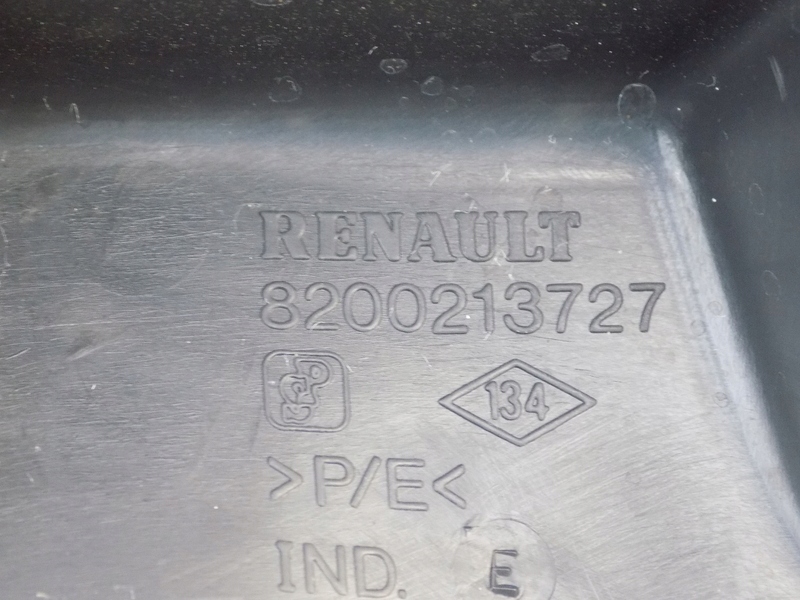 RENAULT
8200213727
134
>P/E<
IND. E